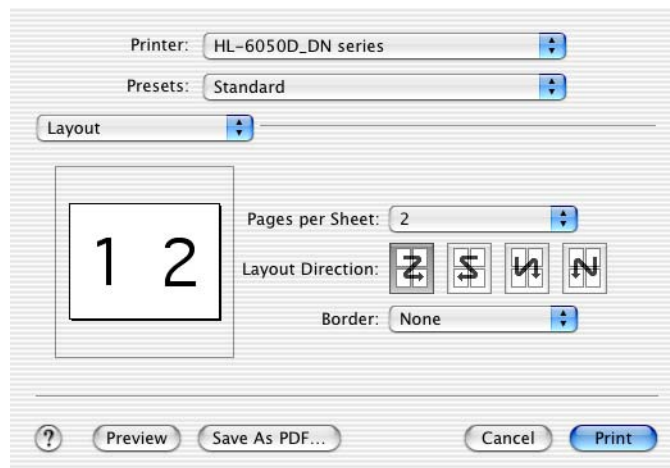 Printer: HL-6050D_DN series
Presets: Standard
Layout
1 2
Pages per Sheet: 2
Layout Direction:
Border: None
? Preview Save As PDF... Cancel Print